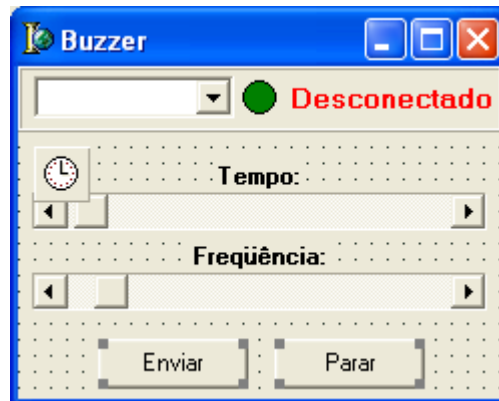 Buzzer
Desconectado
Tempo:
Freqüência:
Enviar Parar